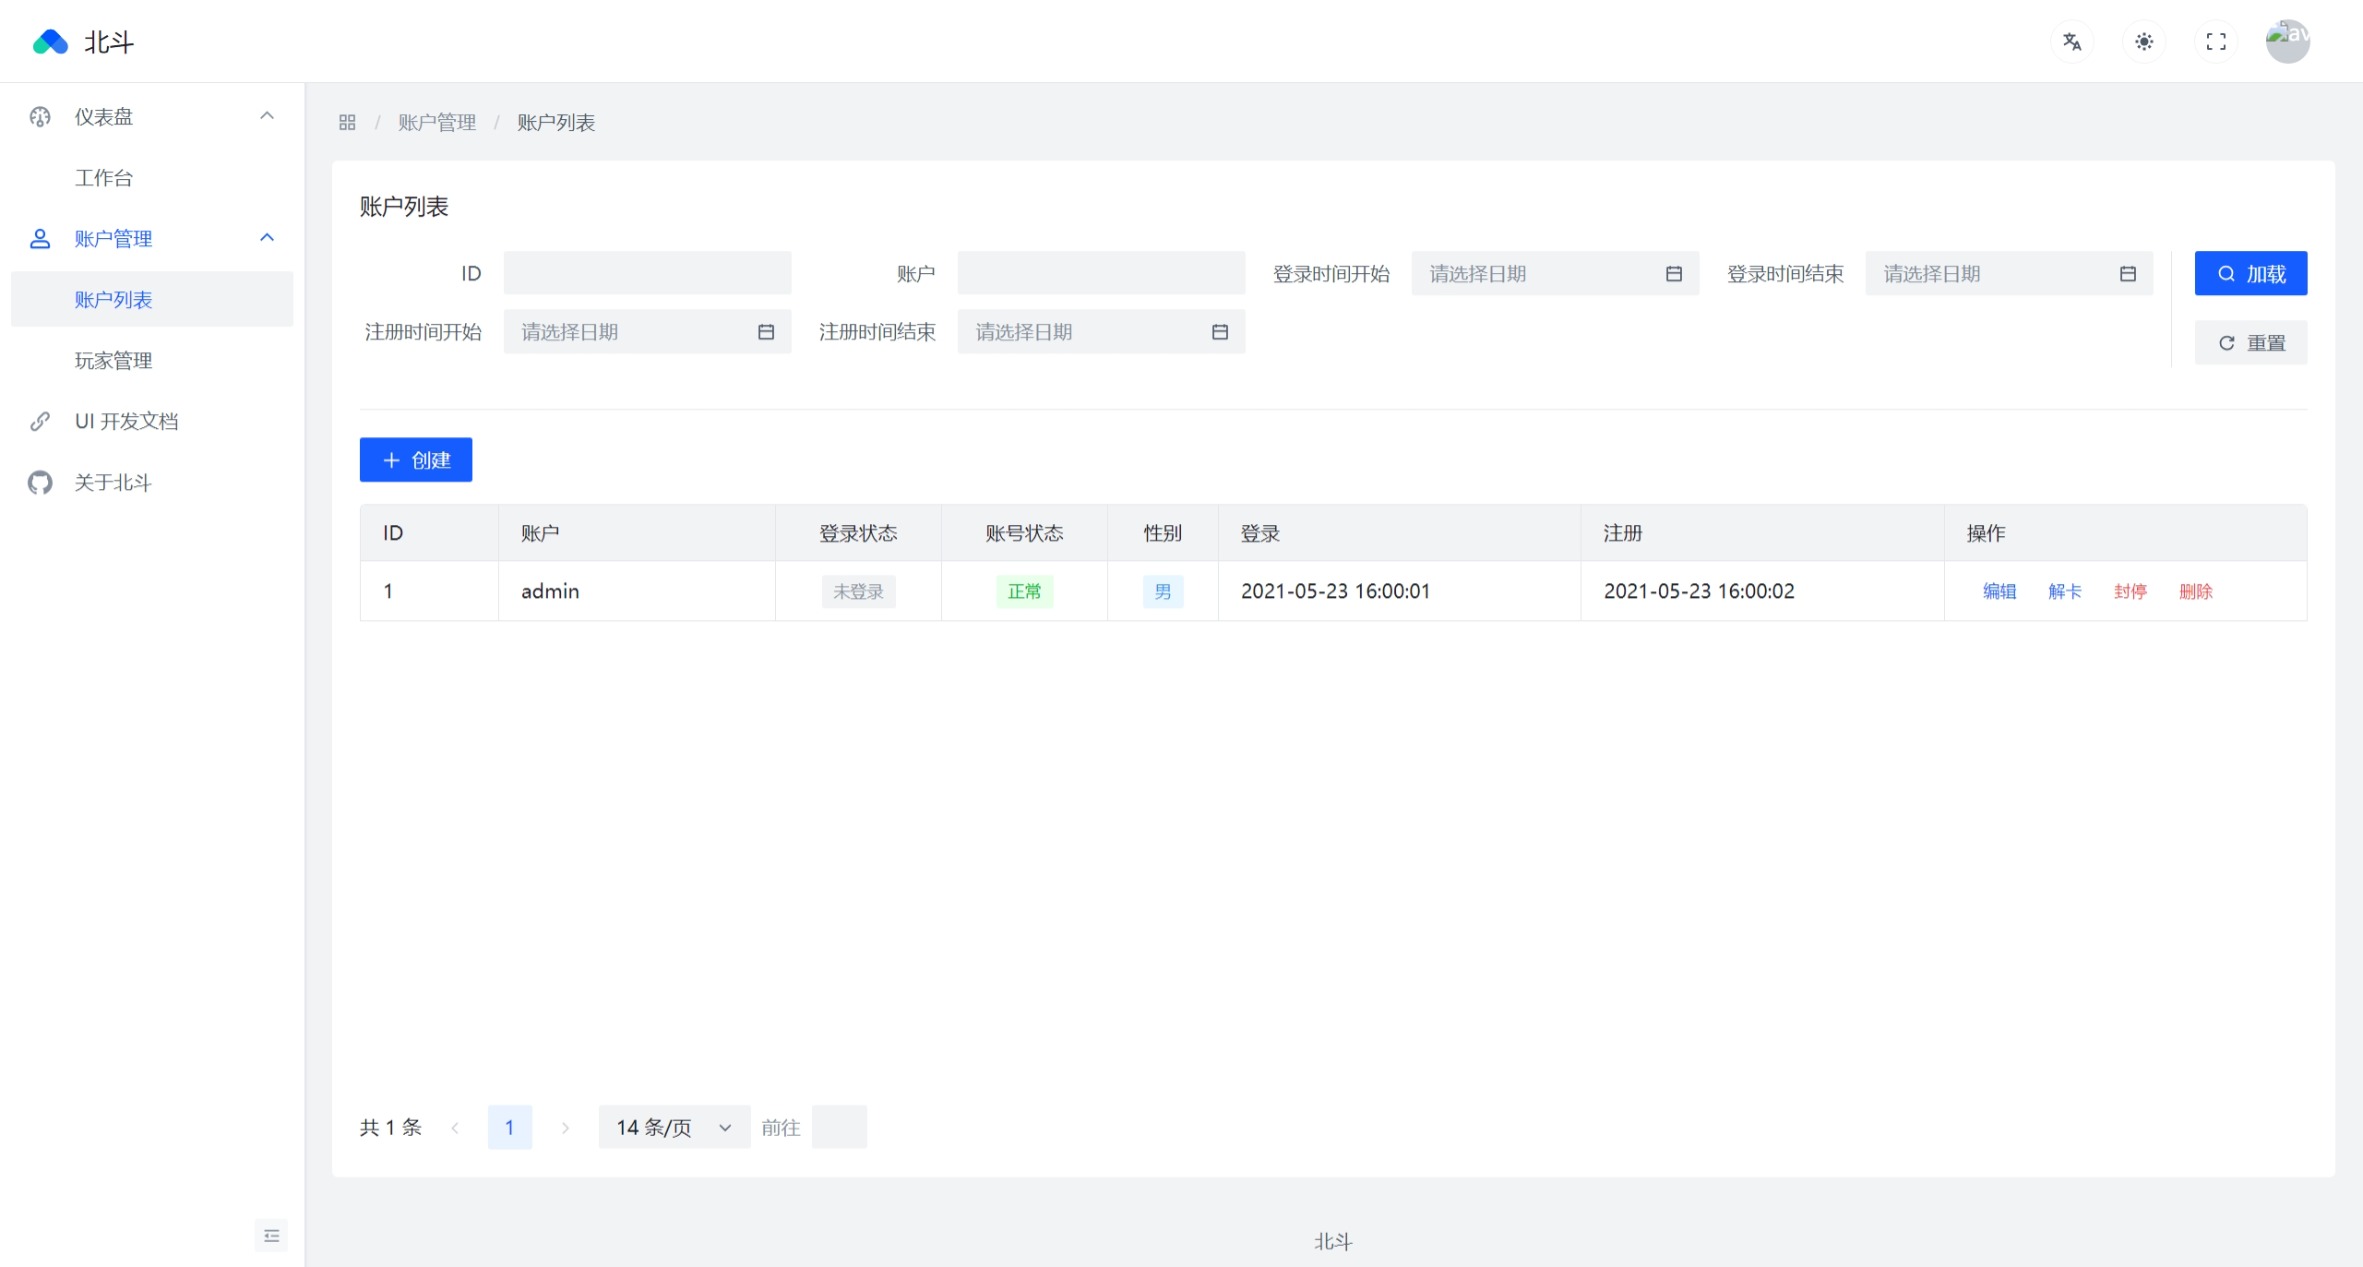 北斗
av
仪表盘
工作台
账户管理
账户列表
玩家管理
UI 开发文档
关于北斗
/ 账户管理 / 账户列表
账户列表
ID 账户 登录时间开始 请选择日期 登录时间结束 请选择日期 加载
注册时间开始 请选择日期 注册时间结束 请选择日期 重置
创建
ID 账户 登录状态 账号状态 性别 登录 注册 操作
1 admin 未登录 正常 男 2021-05-23 16:00:01 2021-05-23 16:00:02 编辑 解卡 封停 删除
共 1 条 1 14 条/页 前往
北斗